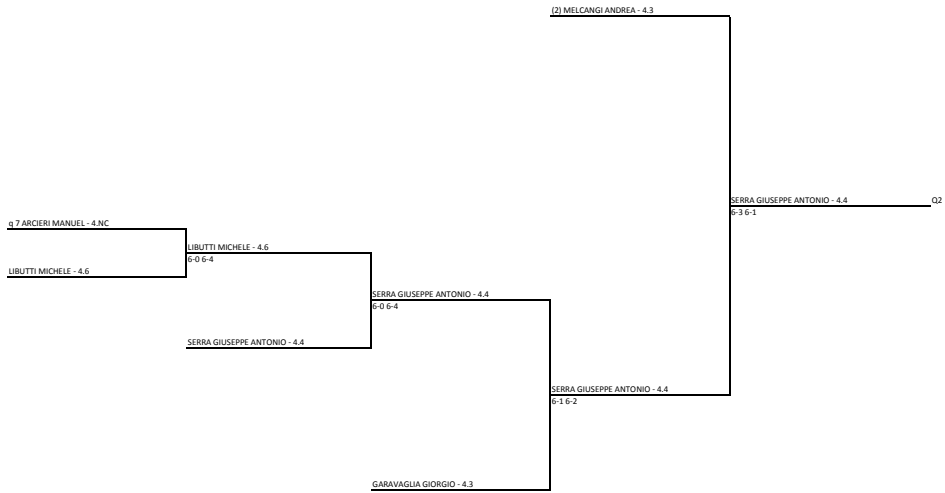 (2) MELCANGI ANDREA - 4.3
SERRA GIUSEPPE ANTONIO - 4.4
Q2
6-3 6-1
q 7 ARCIERI MANUEL - 4.NC
LIBUTTI MICHELE - 4.6
6-0 6-4
LIBUTTI MICHELE - 4.6
SERRA GIUSEPPE ANTONIO - 4.4
6-0 6-4
SERRA GIUSEPPE ANTONIO - 4.4
SERRA GIUSEPPE ANTONIO - 4.4
6-1 6-2
GARAVAGLIA GIORGIO - 4.3